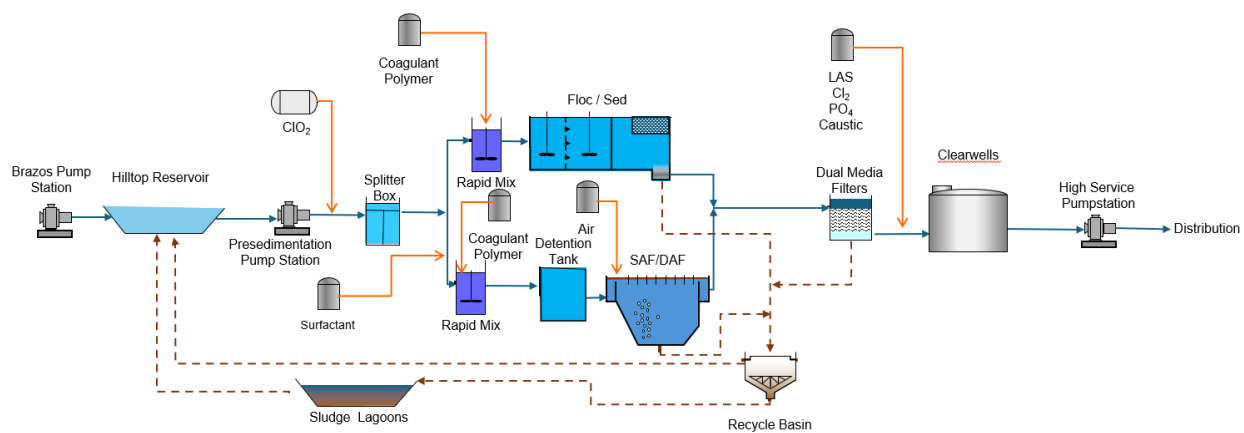 Coagulant
Polymer
ClO2
Floc / Sed
LAS
Cl2
PO4
Caustic
Brazos Pump
Station
Hilltop Reservoir
Presedimentation
Pump Station
Splitter
Box
Rapid Mix
Coagulant
Polymer
Air
Detention
Tank
SAF/DAF
Dual Media
Filters
Clearwells
High Service
Pumpstation
Distribution
Surfactant
Rapid Mix
Sludge Lagoons
Recycle Basin